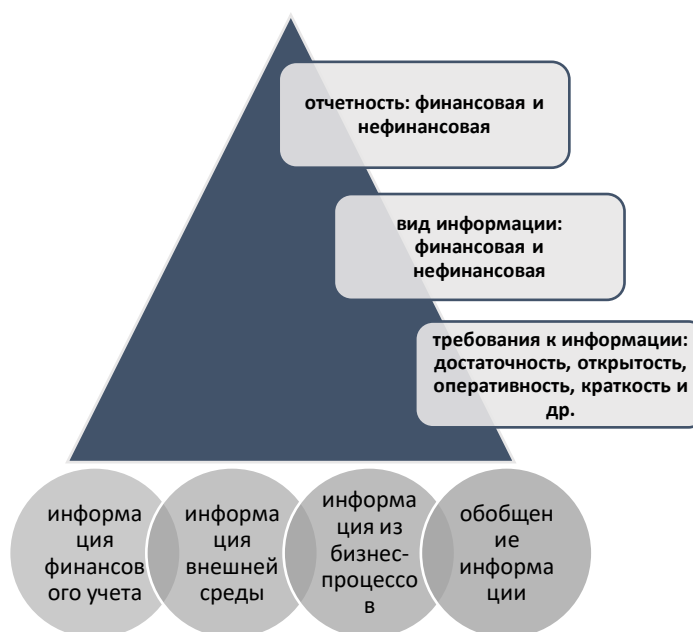 отчетность: финансовая и
нефинансовая
вид информации:
финансовая и
нефинансовая
требования к информации:
достаточность, открытость,
оперативность, краткость и
др.
информа
ция
финансов
ого учета
информа
ция
внешней
среды
информа
ция из
бизнес-
процессо
в
обобщен
ие
информа
ции